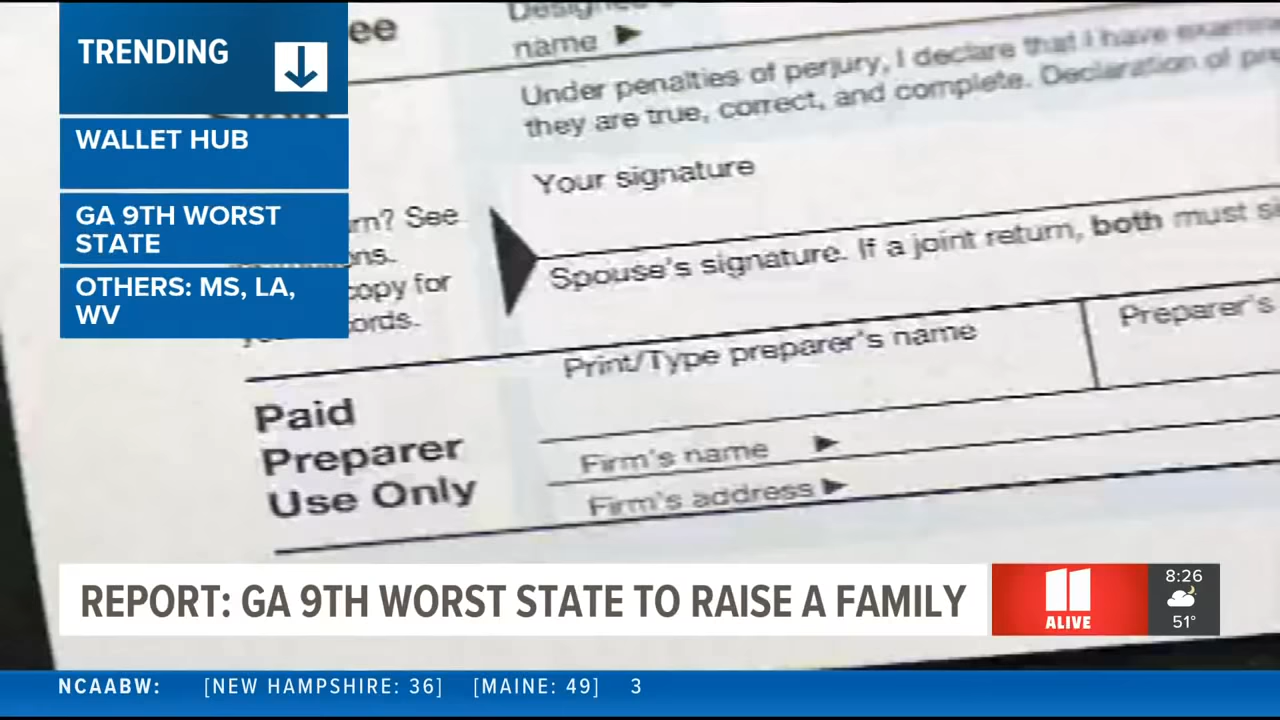 TRENDING
WALLET HUB
GA 9TH WORST
STATE
OTHERS: MS, LA,
WV
ee
name
Under penalties of perjury, I declare that I have
they are true, correct, and complete. Declaration of
Your signature
? See
Spouse's signature. If a joint return, both must
copy for
Print/Type preparer's name
Preparer's
Paid
Preparer
Use Only
Firm's name
Firm's address
REPORT: GA 9TH WORST STATE TO RAISE A FAMILY
11
ALIVE
8:26
51°
NCAABW: [NEW HAMPSHIRE: 36] [MAINE: 49] 3